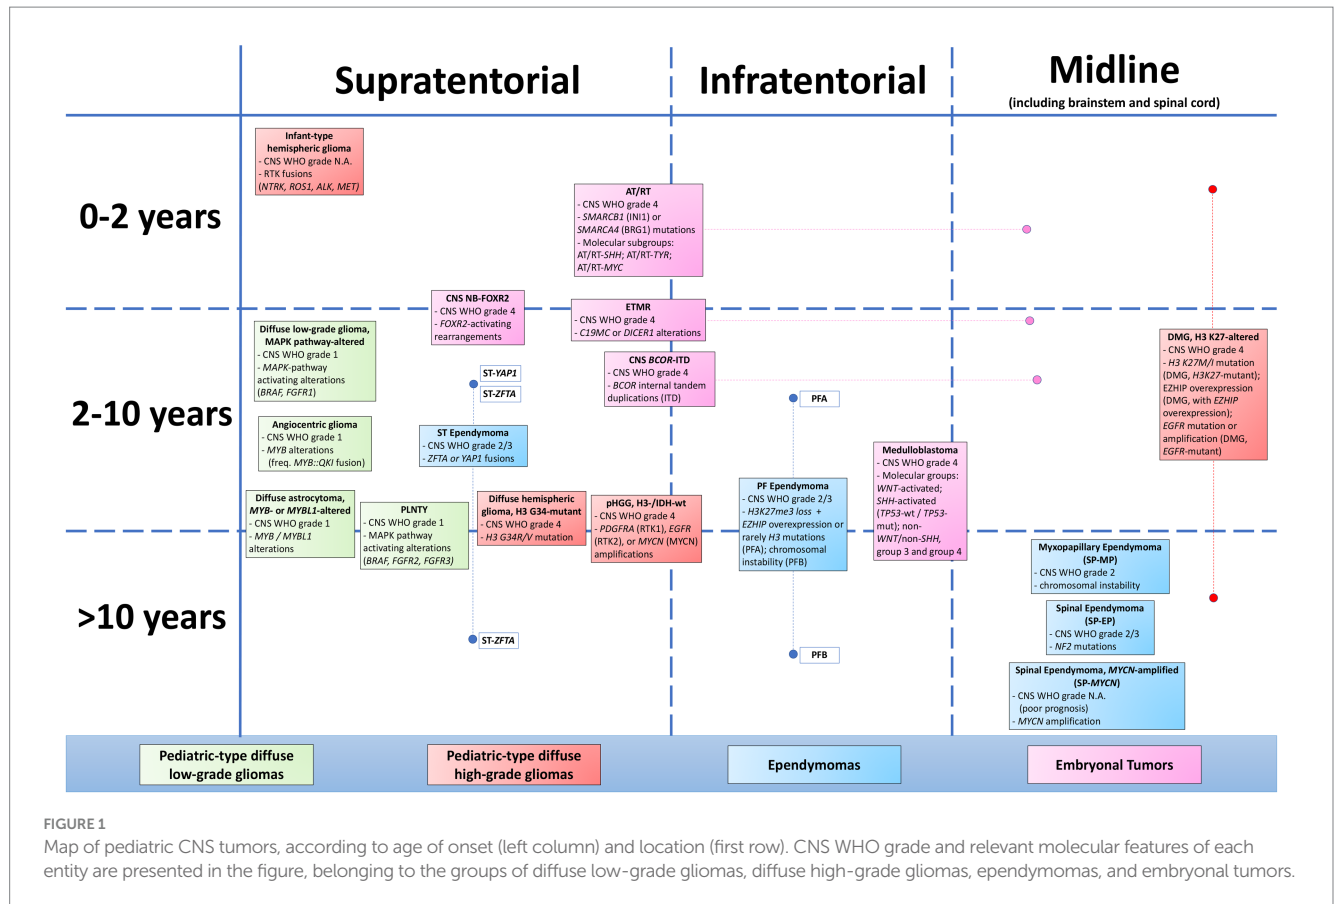 Supratentorial
Infratentorial
Midline
(including brainstem and spinal cord)
0-2 years
Infant-type
hemispheric glioma
- CNS WHO grade N.A.
- RTK fusions
(NTRK, ROS1, ALK, MET)
AT/RT
- CNS WHO grade 4
- SMARCB1 (INI1) or
SMARCA4 (BRG1) mutations
- Molecular subgroups:
AT/RT-SHH; AT/RT-TYR;
AT/RT-MYC
CNS NB-FOXR2
- CNS WHO grade 4
- FOXR2-activating
rearrangements
ETMR
- CNS WHO grade 4
- C19MC or DICER1 alterations
2-10 years
Diffuse low-grade glioma,
MAPK pathway-altered
- CNS WHO grade 1
- MAPK-pathway
activating alterations
(BRAF, FGFR1)
CNS BCOR-ITD
- CNS WHO grade 4
- BCOR internal tandem
duplications (ITD)
DMG, H3 K27-altered
- CNS WHO grade 4
- H3 K27M/I mutation
(DMG, H3K27-mutant);
EZHIP overexpression
(DMG, with EZHIP
overexpression);
EGFR mutation or
amplification (DMG,
EGFR-mutant)
ST-YAP1
ST-ZFTA
PFA
Angiocentric glioma
- CNS WHO grade 1
- MYB alterations
(freq. MYB::QKI fusion)
ST Ependymoma
- CNS WHO grade 2/3
- ZFTA or YAP1 fusions
Medulloblastoma
- CNS WHO grade 4
- Molecular groups:
WNT-activated;
SHH-activated
(TP53-wt / TP53-
mut); non-
WNT/non-SHH,
group 3 and group 4
Diffuse astrocytoma,
MYB- or MYBL1-altered
- CNS WHO grade 1
- MYB / MYBL1
alterations
PLNTY
- CNS WHO grade 1
- MAPK pathway
activating alterations
(BRAF, FGFR2, FGFR3)
Diffuse hemispheric
glioma, H3 G34-mutant
- CNS WHO grade 4
- H3 G34R/V mutation
pHGG, H3-/IDH-wt
- CNS WHO grade 4
- PDGFRA (RTK1), EGFR
(RTK2), or MYCN (MYCN)
amplifications
PF Ependymoma
- CNS WHO grade 2/3
- H3K27me3 loss +
EZHIP overexpression or
rarely H3 mutations
(PFA); chromosomal
instability (PFB)
>10 years
Myxopapillary Ependymoma
(SP-MP)
- CNS WHO grade 2
- chromosomal instability
Spinal Ependymoma
(SP-EP)
- CNS WHO grade 2/3
- NF2 mutations
ST-ZFTA
PFB
Spinal Ependymoma, MYCN-amplified
(SP-MYCN)
- CNS WHO grade N.A.
(poor prognosis)
- MYCN amplification
Pediatric-type diffuse
low-grade gliomas
Pediatric-type diffuse
high-grade gliomas
Ependymomas
Embryonal Tumors
FIGURE 1
Map of pediatric CNS tumors, according to age of onset (left column) and location (first row). CNS WHO grade and relevant molecular features of each
entity are presented in the figure, belonging to the groups of diffuse low-grade gliomas, diffuse high-grade gliomas, ependymomas, and embryonal tumors.